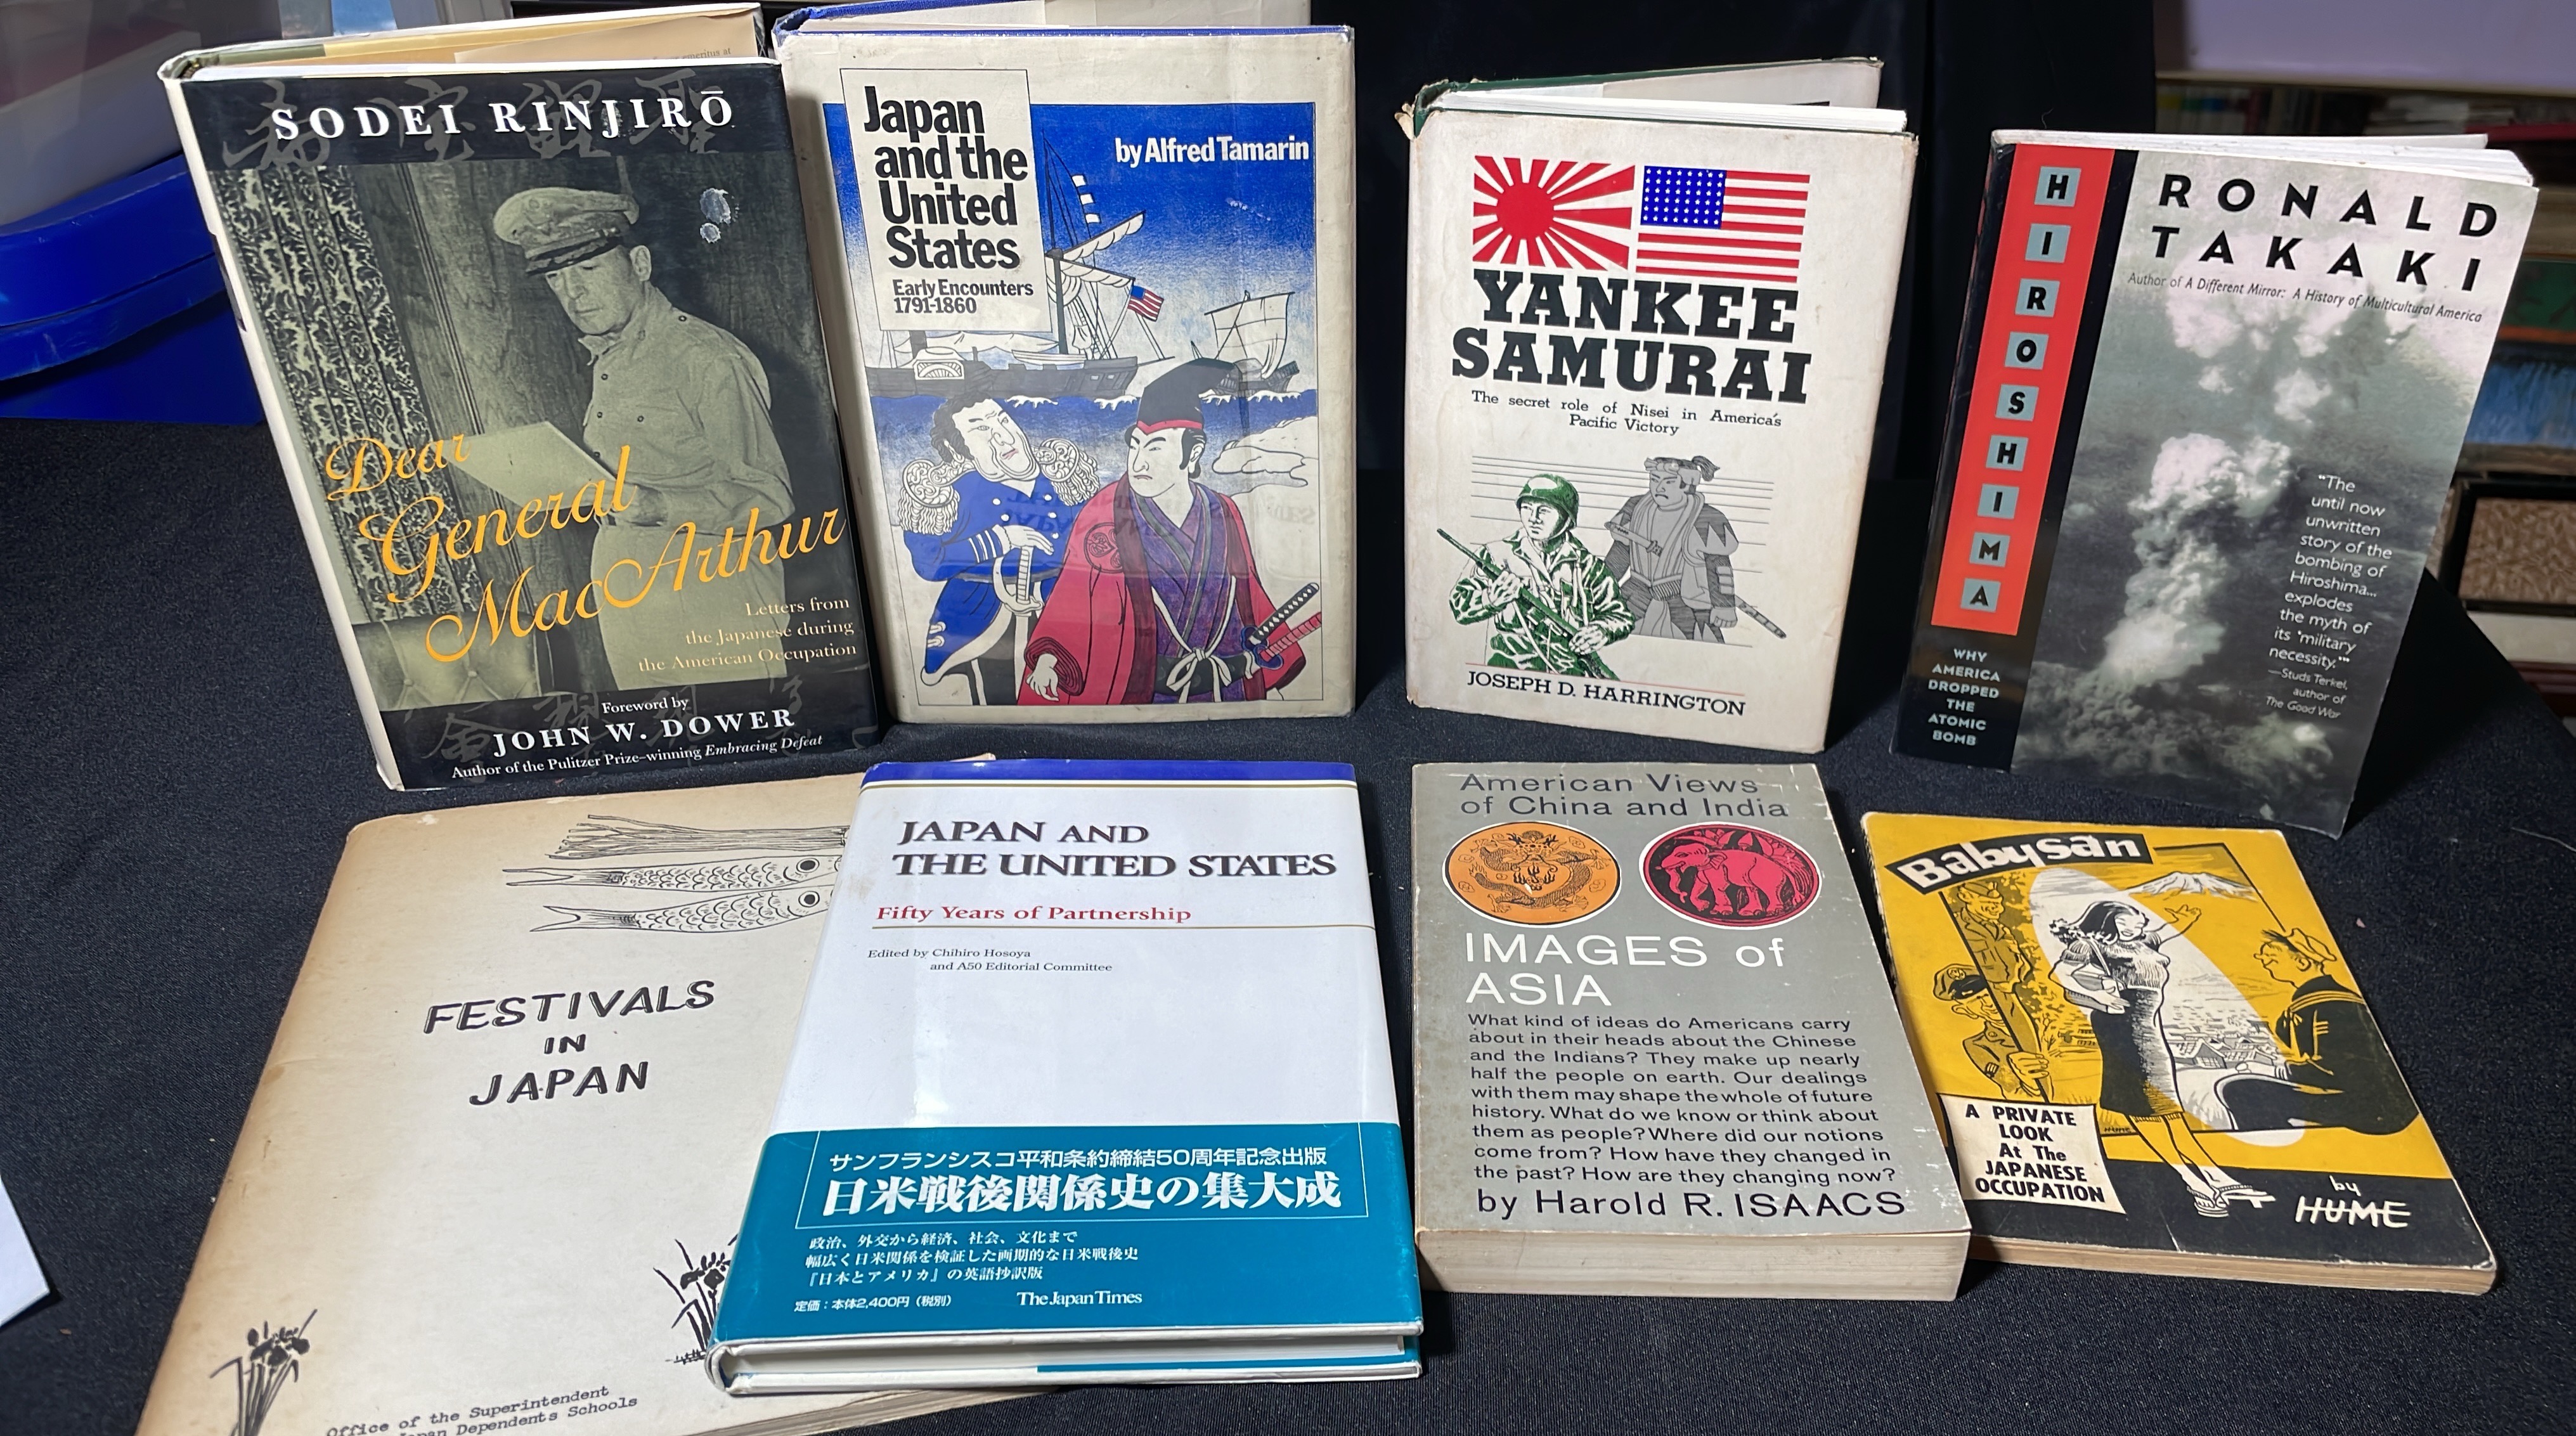 SODEI RINJIRŌ
Dear
General
MacArthur
Letters from
the Japanese during
the American Occupation
Foreword by
JOHN W. DOWER
Author of the Pulitzer Prize–winning Embracing Defeat
Japan
and the
United
States
Early Encounters
1791-1860
by Alfred Tamarin
YANKEE
SAMURAI
The secret role of Nisei in America's
Pacific Victory
JOSEPH D. HARRINGTON
HIROSHIMA
WHY
AMERICA
DROPPED
THE
ATOMIC
BOMB
RONALD
TAKAKI
Author of A Different Mirror: A History of Multicultural America
"The
until now
unwritten
story of the
bombing of
Hiroshima...
explodes
the myth of
its 'military
necessity.'"
—Studs Terkel,
author of
The Good War
FESTIVALS
IN
JAPAN
Office of the Superintendent
Japan Dependents Schools
JAPAN AND
THE UNITED STATES
Fifty Years of Partnership
Edited by Chihiro Hosoya
and A50 Editorial Committee
サンフランシスコ平和条約締結50周年記念出版
日米戦後関係史の集大成
政治、外交から経済、社会、文化まで
幅広く日米関係を検証した画期的な日米戦後史
『日本とアメリカ』の英語抄訳版
定価：本体2,400円（税別） The Japan Times
American Views
of China and India
IMAGES of
ASIA
What kind of ideas do Americans carry
about in their heads about the Chinese
and the Indians? They make up nearly
half the people on earth. Our dealings
with them may shape the whole of future
history. What do we know or think about
them as people? Where did our notions
come from? How have they changed in
the past? How are they changing now?
by Harold R. ISAACS
Babysan
A PRIVATE
LOOK
At The
JAPANESE
OCCUPATION
by
HUME